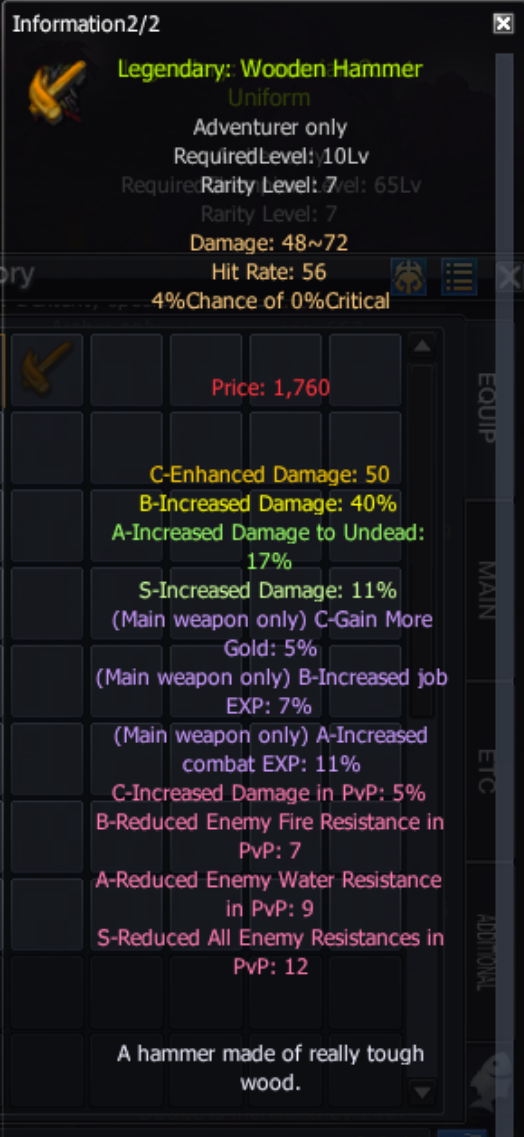 Information2/2
Legendary: Wooden Hammer
Uniform
Adventurer only
RequiredLevel: 10Lv
Rarity Level: 7
Level: 65Lv
Rarity Level: 7
Damage: 48~72
ory
Hit Rate: 56
4%Chance of 0%Critical
Price: 1,760
EQUIP
C-Enhanced Damage: 50
B-Increased Damage: 40%
A-Increased Damage to Undead:
17%
S-Increased Damage: 11%
MAIN
(Main weapon only) C-Gain More
Gold: 5%
(Main weapon only) B-Increased job
EXP: 7%
(Main weapon only) A-Increased
combat EXP: 11%
ETC
C-Increased Damage in PvP: 5%
B-Reduced Enemy Fire Resistance in
PvP: 7
A-Reduced Enemy Water Resistance
in PvP: 9
ADDITIONAL
S-Reduced All Enemy Resistances in
PvP: 12
A hammer made of really tough
wood.